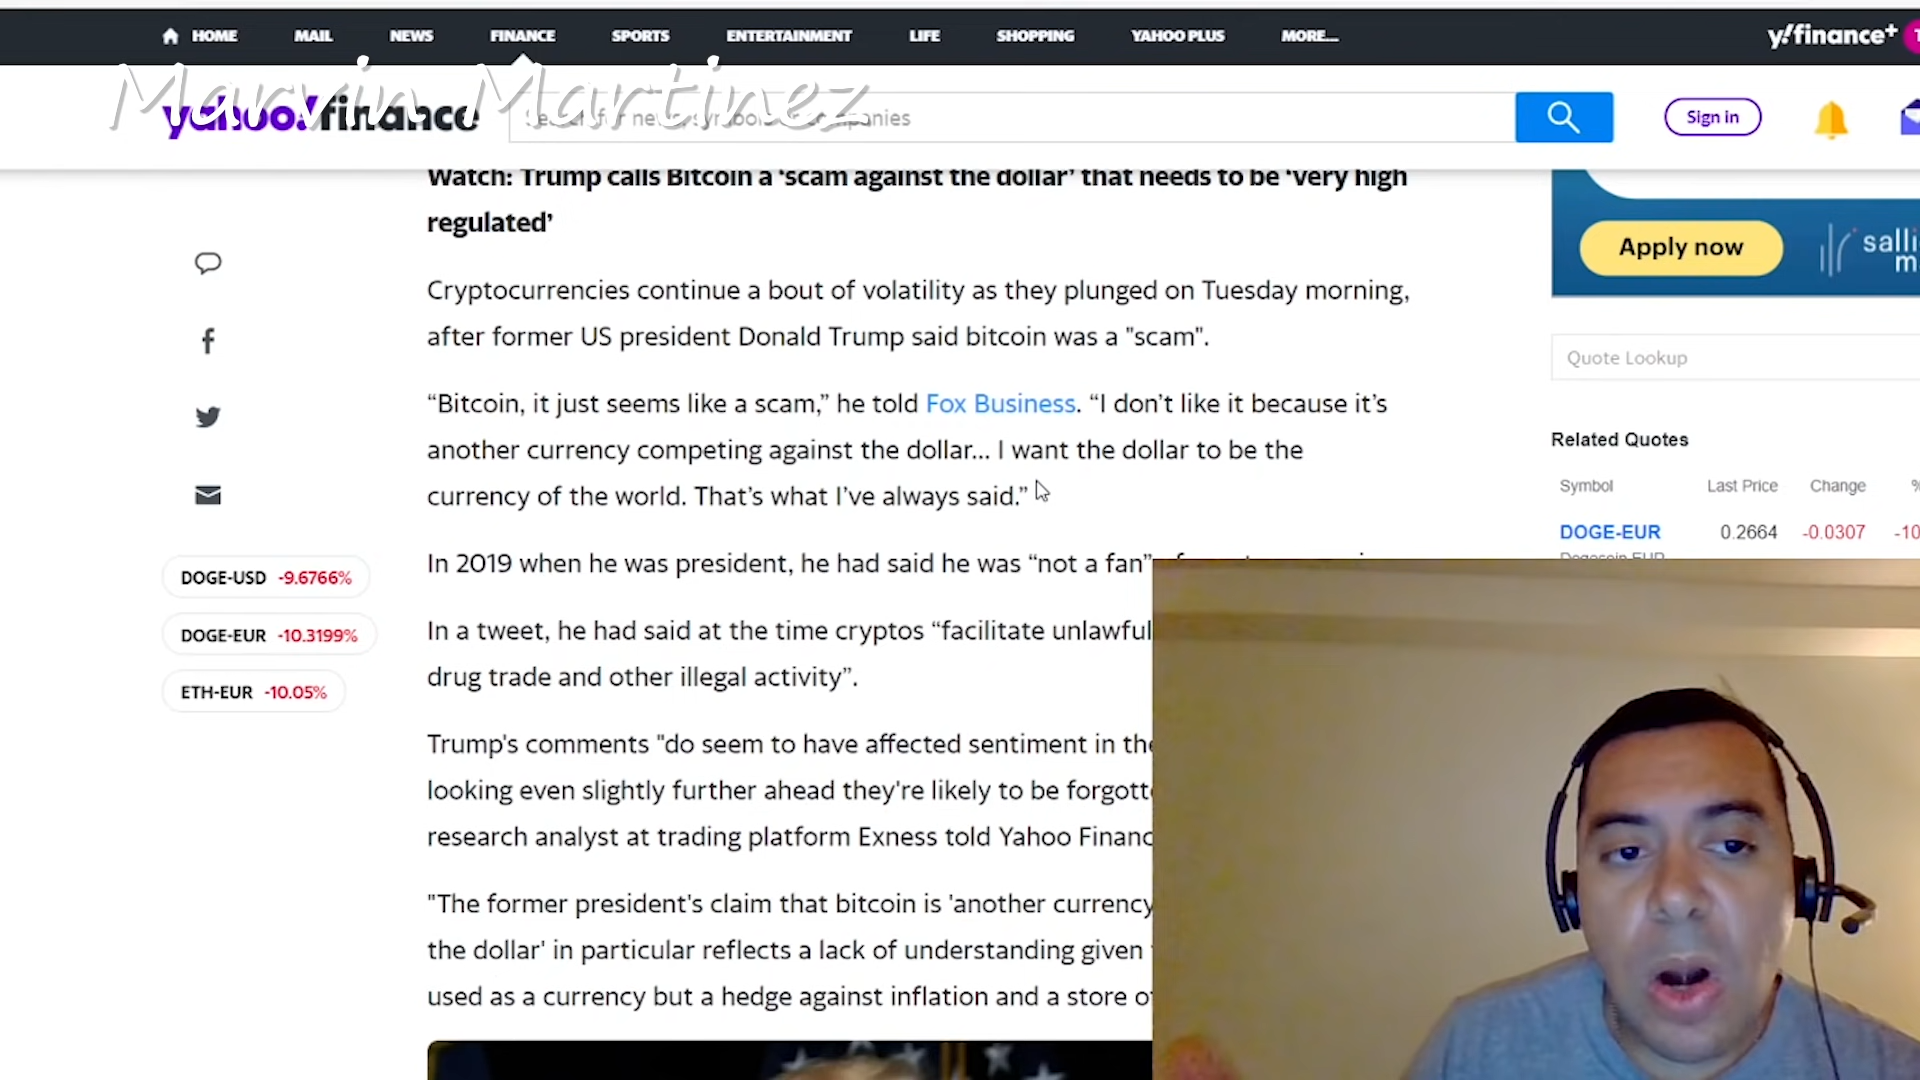 HOME MAIL NEWS FINANCE SPORTS ENTERTAINMENT LIFE SHOPPING YAHOO PLUS MORE...
y!finance+
Marvin Martinez
yahoo!finance
Search for news, symbols or companies
Sign in
Watch: Trump calls Bitcoin a ‘scam against the dollar’ that needs to be ‘very high
regulated’
Apply now
salli
m
Cryptocurrencies continue a bout of volatility as they plunged on Tuesday morning,
after former US president Donald Trump said bitcoin was a "scam".
Quote Lookup
“Bitcoin, it just seems like a scam,” he told Fox Business. “I don’t like it because it’s
another currency competing against the dollar... I want the dollar to be the
currency of the world. That’s what I’ve always said.”
Related Quotes
Symbol Last Price Change %
DOGE-EUR 0.2664 -0.0307 -10
Dogecoin EUR
In 2019 when he was president, he had said he was “not a fan”
DOGE-USD -9.6766%
DOGE-EUR -10.3199%
ETH-EUR -10.05%
In a tweet, he had said at the time cryptos “facilitate unlawful
drug trade and other illegal activity”.
Trump's comments "do seem to have affected sentiment in the
looking even slightly further ahead they're likely to be forgott
research analyst at trading platform Exness told Yahoo Financ
"The former president's claim that bitcoin is 'another currency
the dollar' in particular reflects a lack of understanding given
used as a currency but a hedge against inflation and a store o